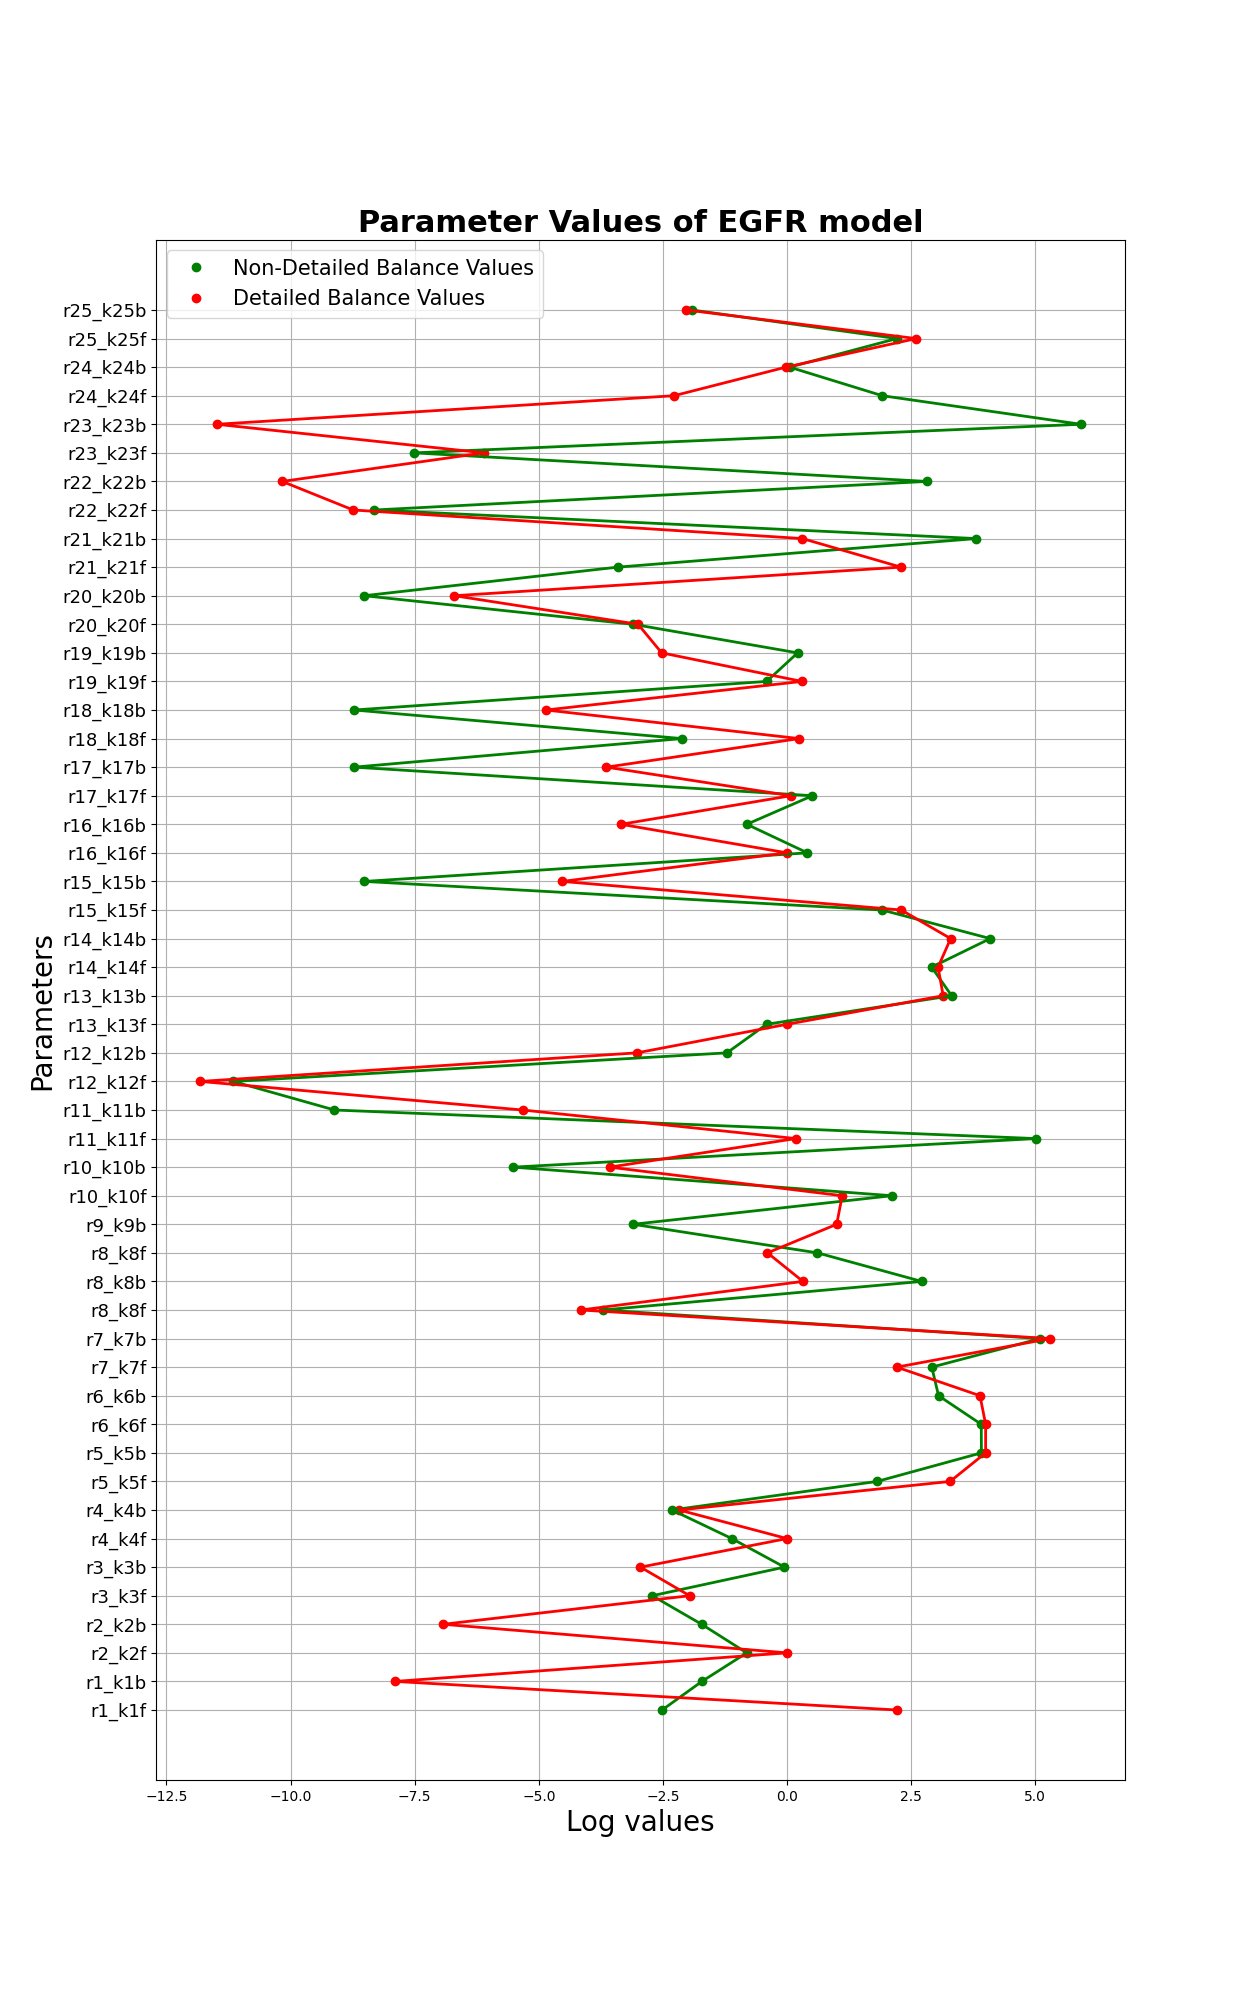 Parameter Values of EGFR model
Non-Detailed Balance Values
Detailed Balance Values
r25_k25b
r25_k25f
r24_k24b
r24_k24f
r23_k23b
r23_k23f
r22_k22b
r22_k22f
r21_k21b
r21_k21f
r20_k20b
r20_k20f
r19_k19b
r19_k19f
r18_k18b
r18_k18f
r17_k17b
r17_k17f
r16_k16b
r16_k16f
r15_k15b
r15_k15f
r14_k14b
r14_k14f
r13_k13b
r13_k13f
r12_k12b
r12_k12f
r11_k11b
r11_k11f
r10_k10b
r10_k10f
r9_k9b
r8_k8f
r8_k8b
r8_k8f
r7_k7b
r7_k7f
r6_k6b
r6_k6f
r5_k5b
r5_k5f
r4_k4b
r4_k4f
r3_k3b
r3_k3f
r2_k2b
r2_k2f
r1_k1b
r1_k1f
Parameters
−12.5 −10.0 −7.5 −5.0 −2.5 0.0 2.5 5.0
Log values